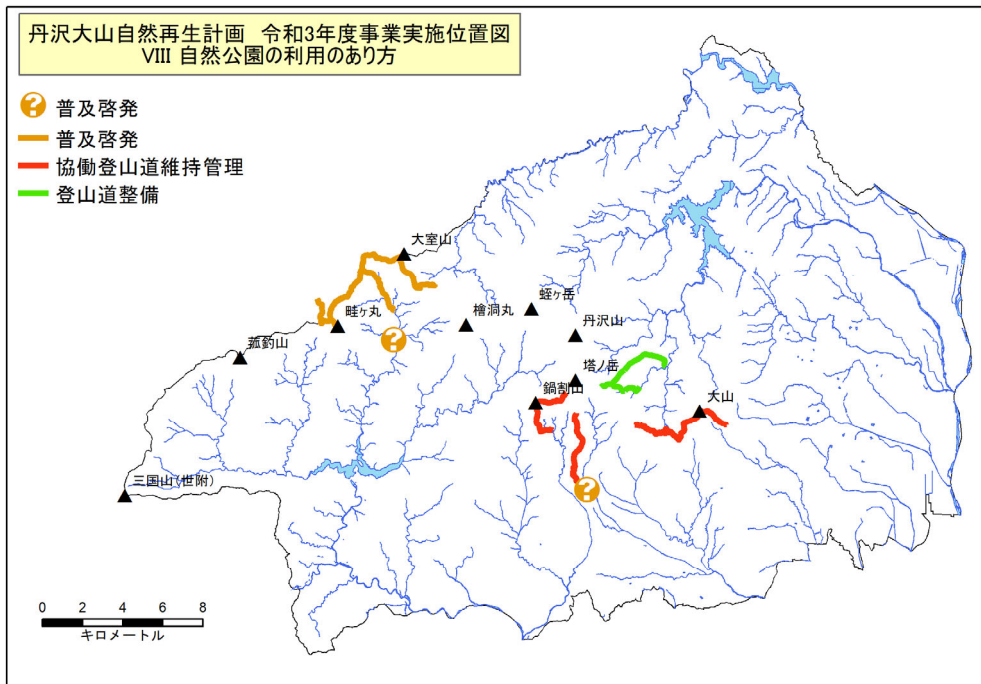 丹沢大山自然再生計画 令和3年度事業実施位置図
VIII 自然公園の利用のあり方
? 普及啓発
普及啓発
協働登山道維持管理
登山道整備
大室山
畦ヶ丸
?
檜洞丸
蛭ヶ岳
丹沢山
菰釣山
塔ノ岳
鍋割山
大山
三国山(世附)
?
0 2 4 6 8
キロメートル